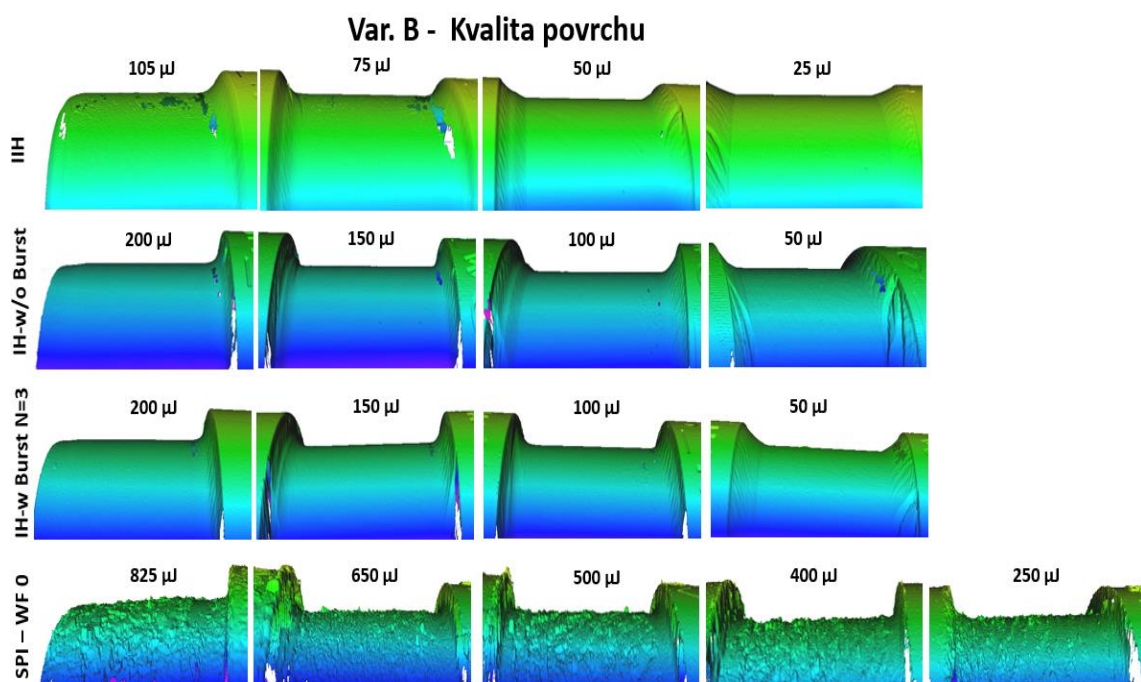 Var. B - Kvalita povrchu
105 µJ 75 µJ 50 µJ 25 µJ
IIH
200 µJ 150 µJ 100 µJ 50 µJ
IH-w/o Burst
200 µJ 150 µJ 100 µJ 50 µJ
IH-w Burst N=3
825 µJ 650 µJ 500 µJ 400 µJ 250 µJ
SPI – WF 0